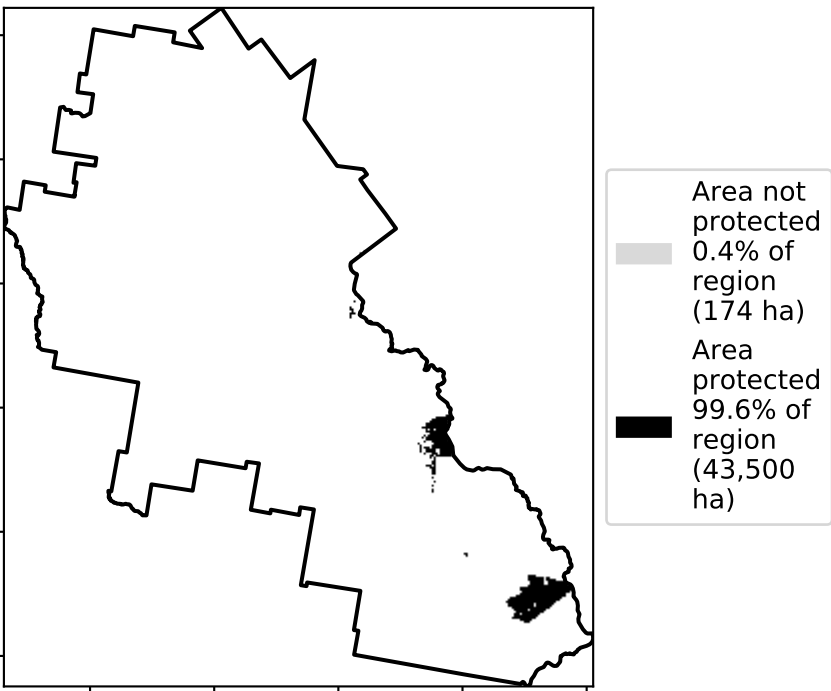 Area not
protected
0.4% of
region
(174 ha)
Area
protected
99.6% of
region
(43,500
ha)